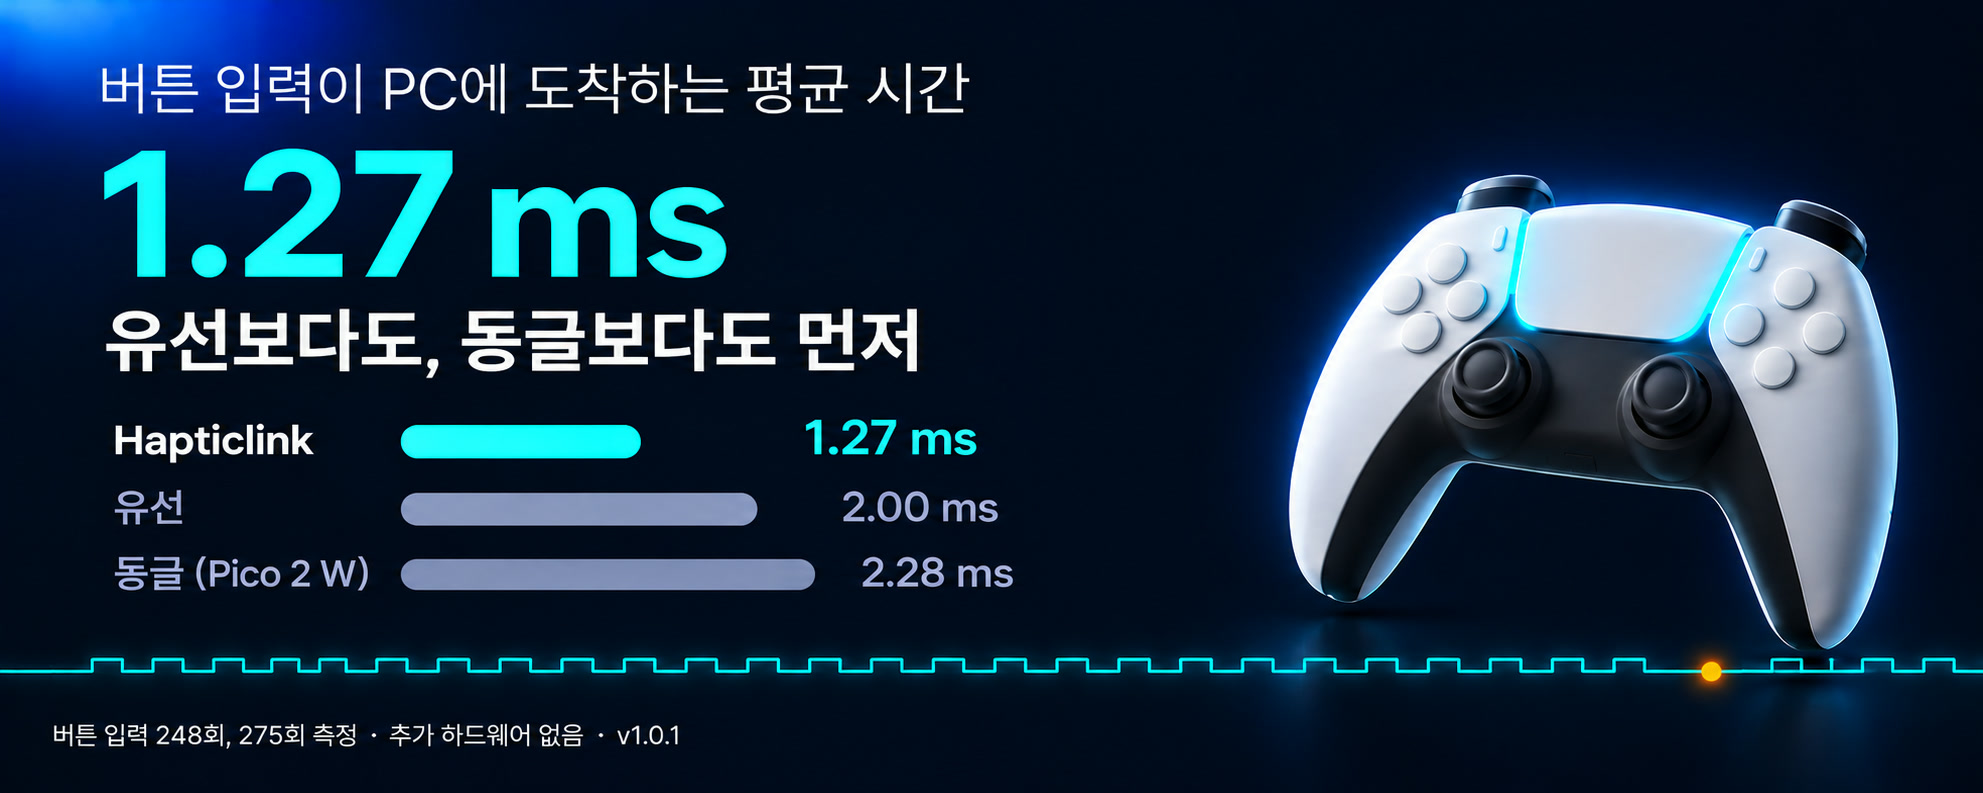 버튼 입력이 PC에 도착하는 평균 시간
1.27 ms
유선보다도, 동글보다도 먼저
Hapticlink 1.27 ms
유선 2.00 ms
동글 (Pico 2 W) 2.28 ms
버튼 입력 248회, 275회 측정 · 추가 하드웨어 없음 · v1.0.1